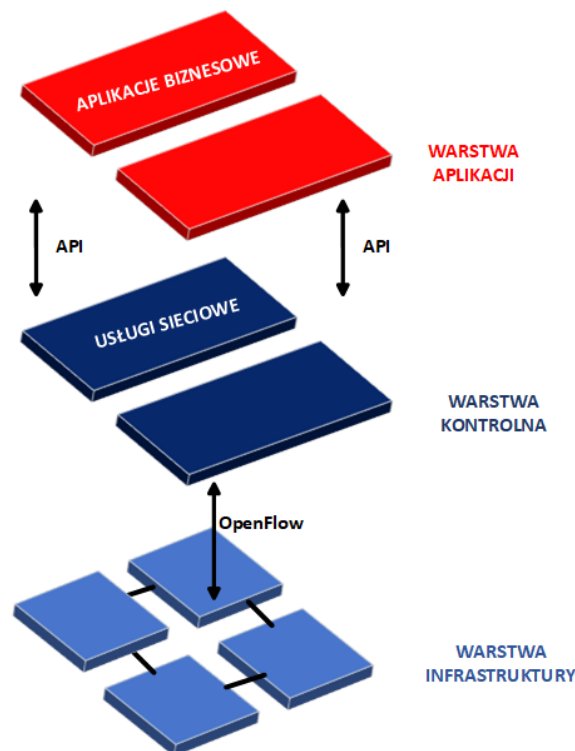 APLIKACJE BIZNESOWE
WARSTWA
APLIKACJI
API
API
USŁUGI SIECIOWE
WARSTWA
KONTROLNA
OpenFlow
WARSTWA
INFRASTRUKTURY